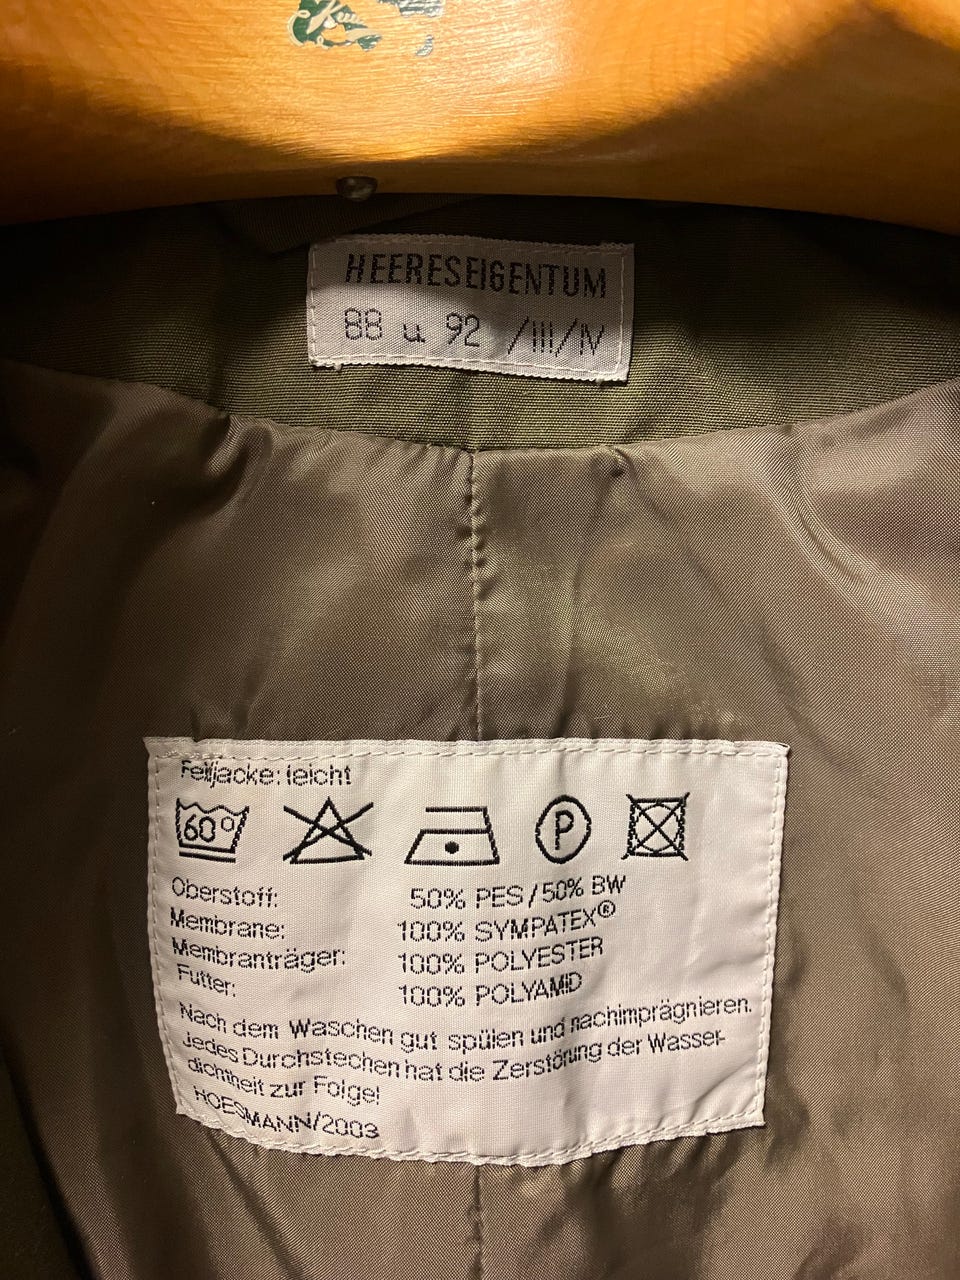 HEERESEIGENTUM
88 u 92 /III/IV
Feldjacke: leicht
60° P
Oberstoff: 50% PES/50% BW
Membrane: 100% SYMPATEX®
Membranträger: 100% POLYESTER
Futter: 100% POLYAMID
Nach dem Waschen gut spülen und nachimprägnieren.
Jedes Durchstechen hat die Zerstörung der Wasser-
dichtheit zur Folge!
HOESMANN/2003